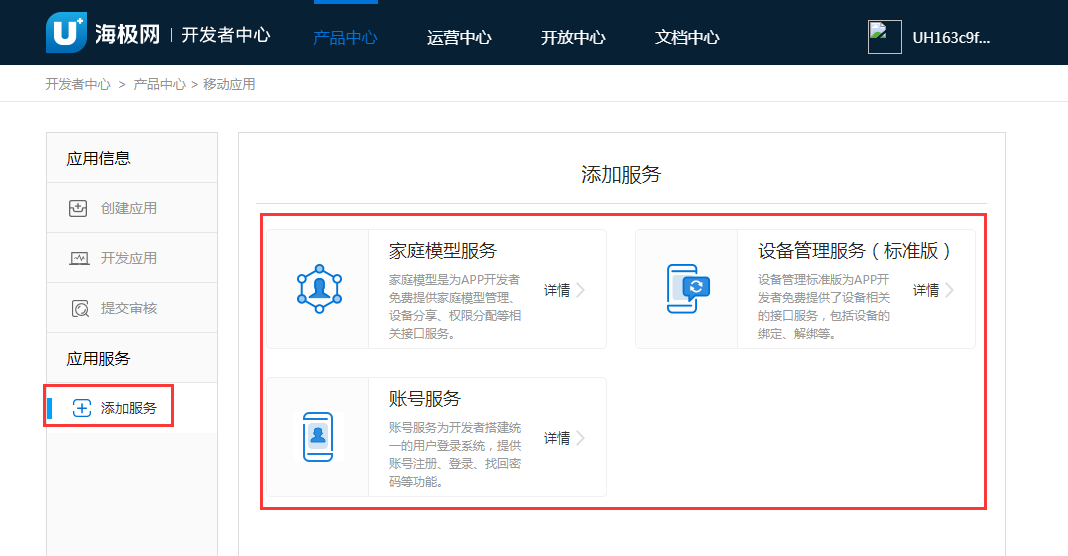 U+ 海极网 | 开发者中心 产品中心 运营中心 开放中心 文档中心 UH163c9f...
开发者中心 > 产品中心 > 移动应用
应用信息
创建应用
开发应用
提交审核
应用服务
添加服务
添加服务
家庭模型服务
家庭模型是为APP开发者
免费提供家庭模型管理、
设备分享、权限分配等相
关接口服务。
详情
设备管理服务（标准版）
设备管理标准版为APP开
发者免费提供了设备相关
的接口服务，包括设备的
绑定、解绑等。
详情
账号服务
账号服务为开发者搭建统
一的用户登录系统，提供
账号注册、登录、找回密
码等功能。
详情